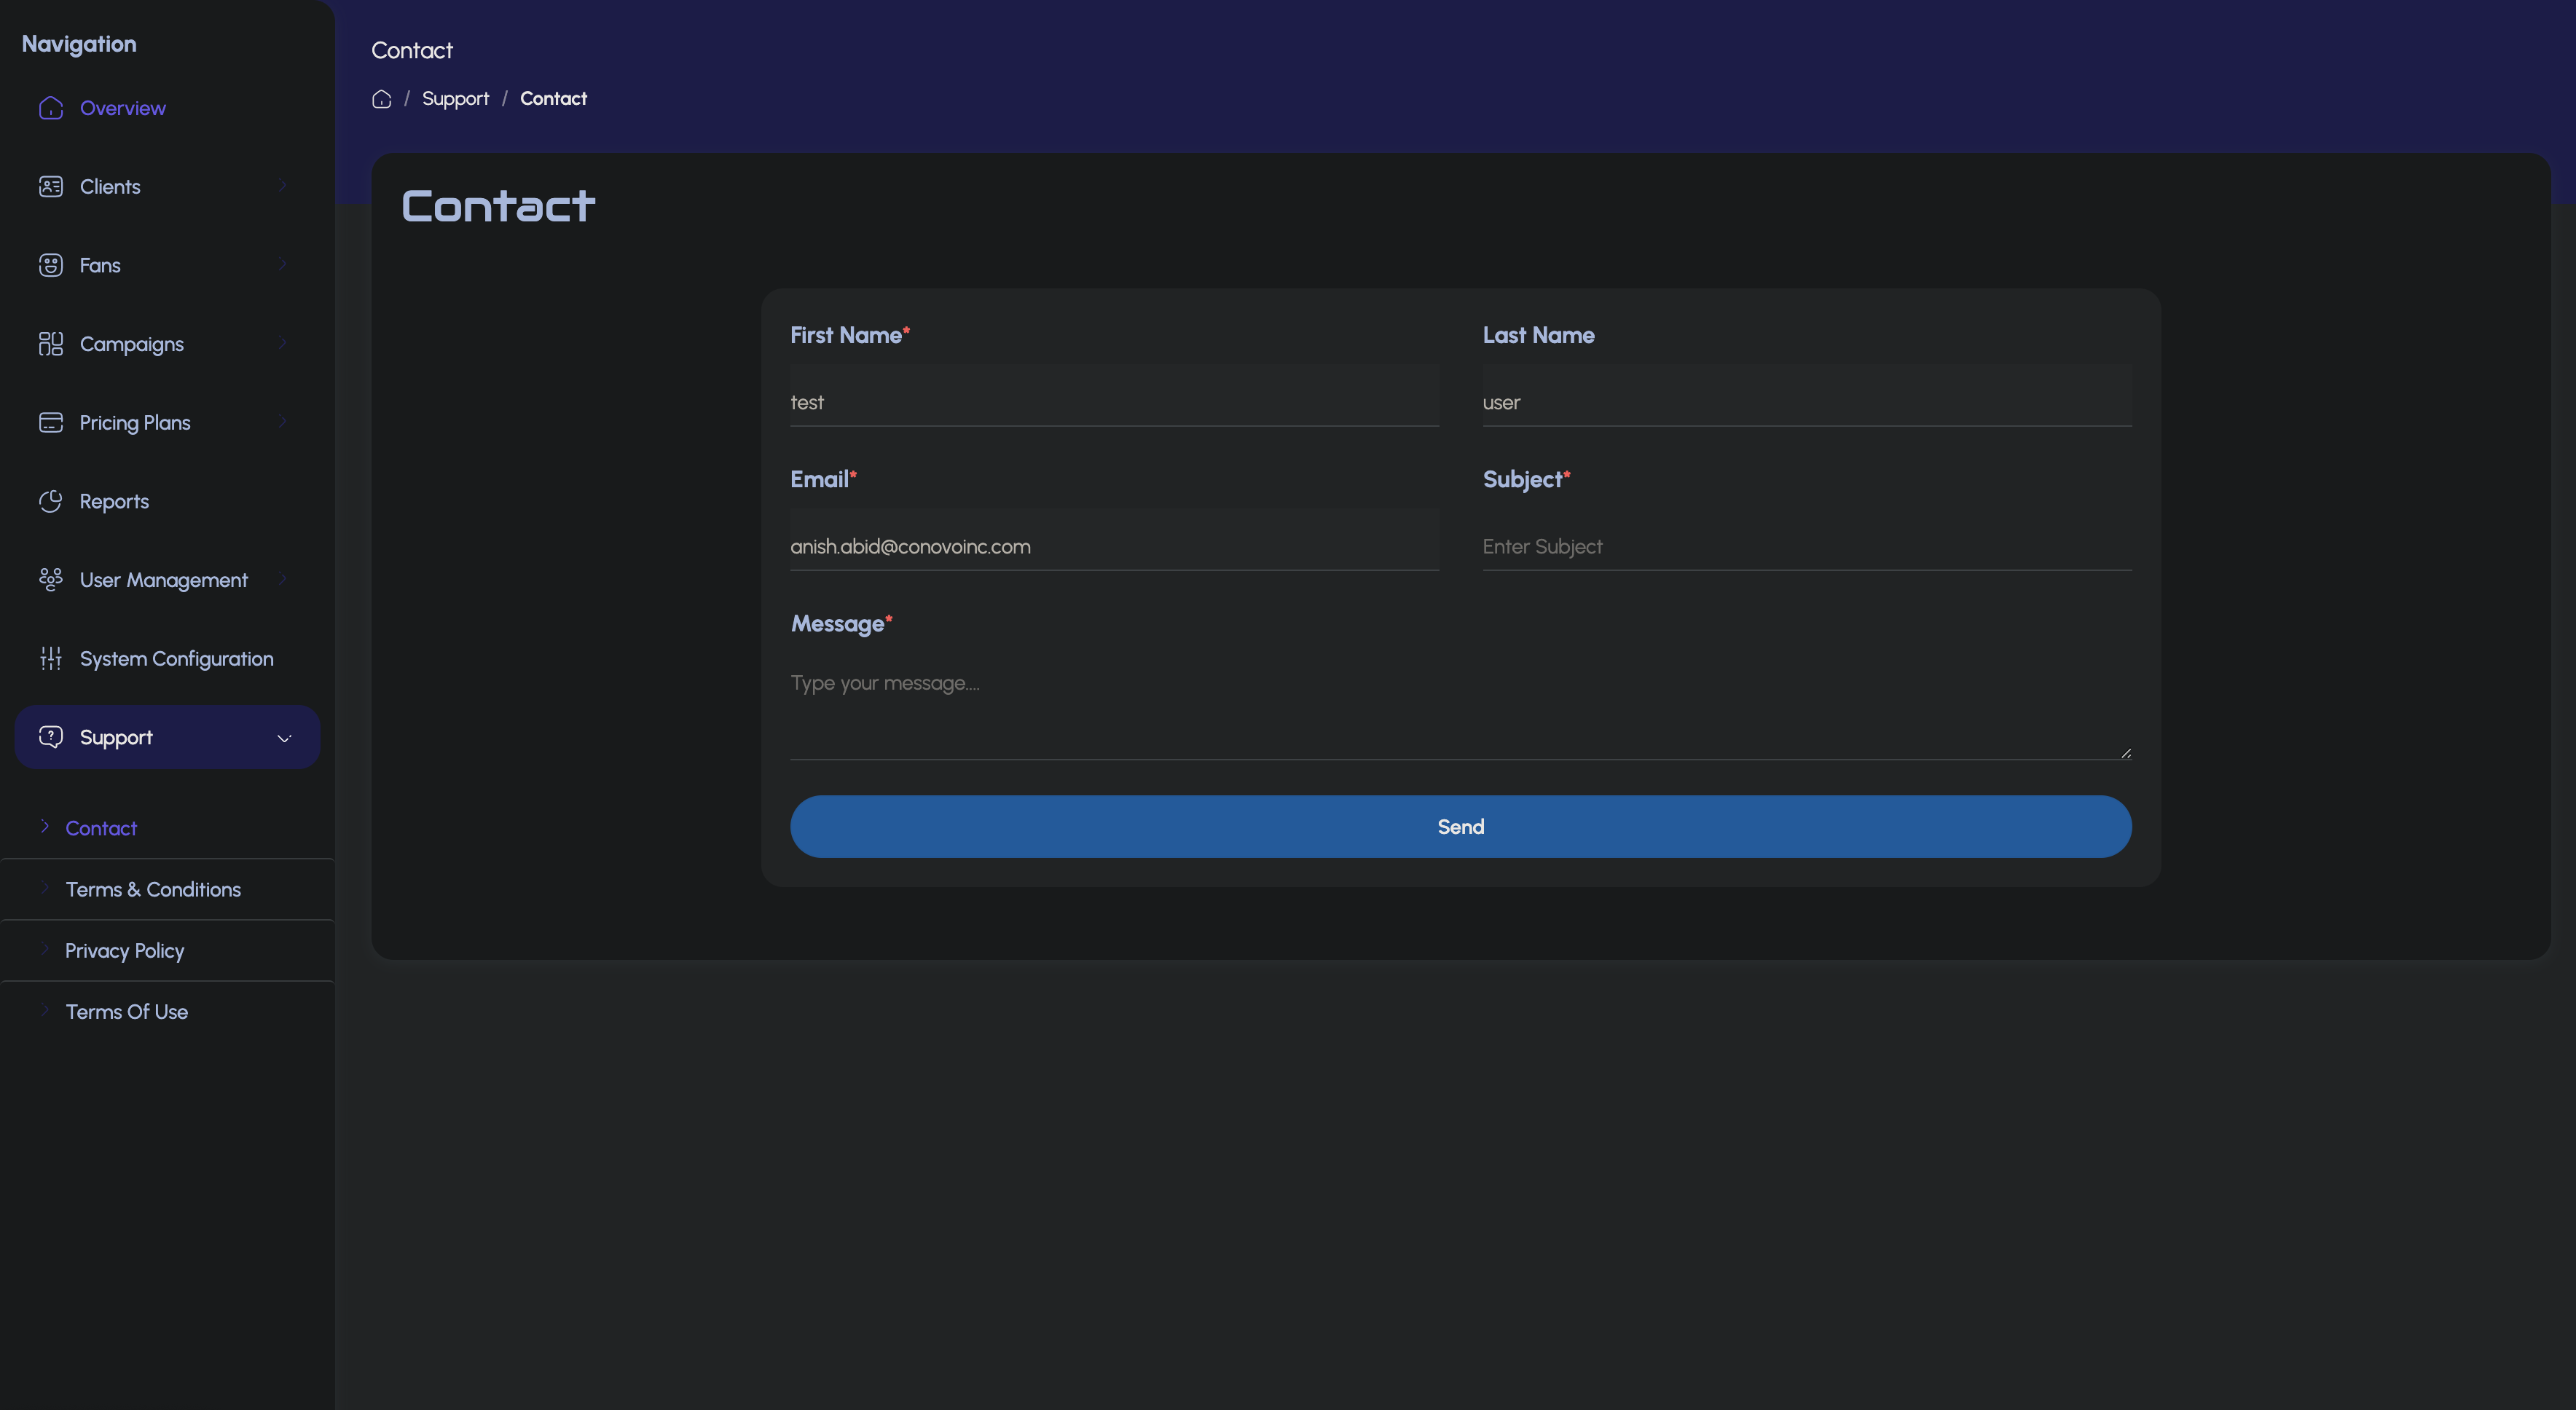 Navigation
Overview
Clients
Fans
Campaigns
Pricing Plans
Reports
User Management
System Configuration
Support
Contact
Terms & Conditions
Privacy Policy
Terms Of Use
Contact
/ Support / Contact
Contact
First Name*
test
Last Name
user
Email*
anish.abid@conovoinc.com
Subject*
Enter Subject
Message*
Type your message....
Send